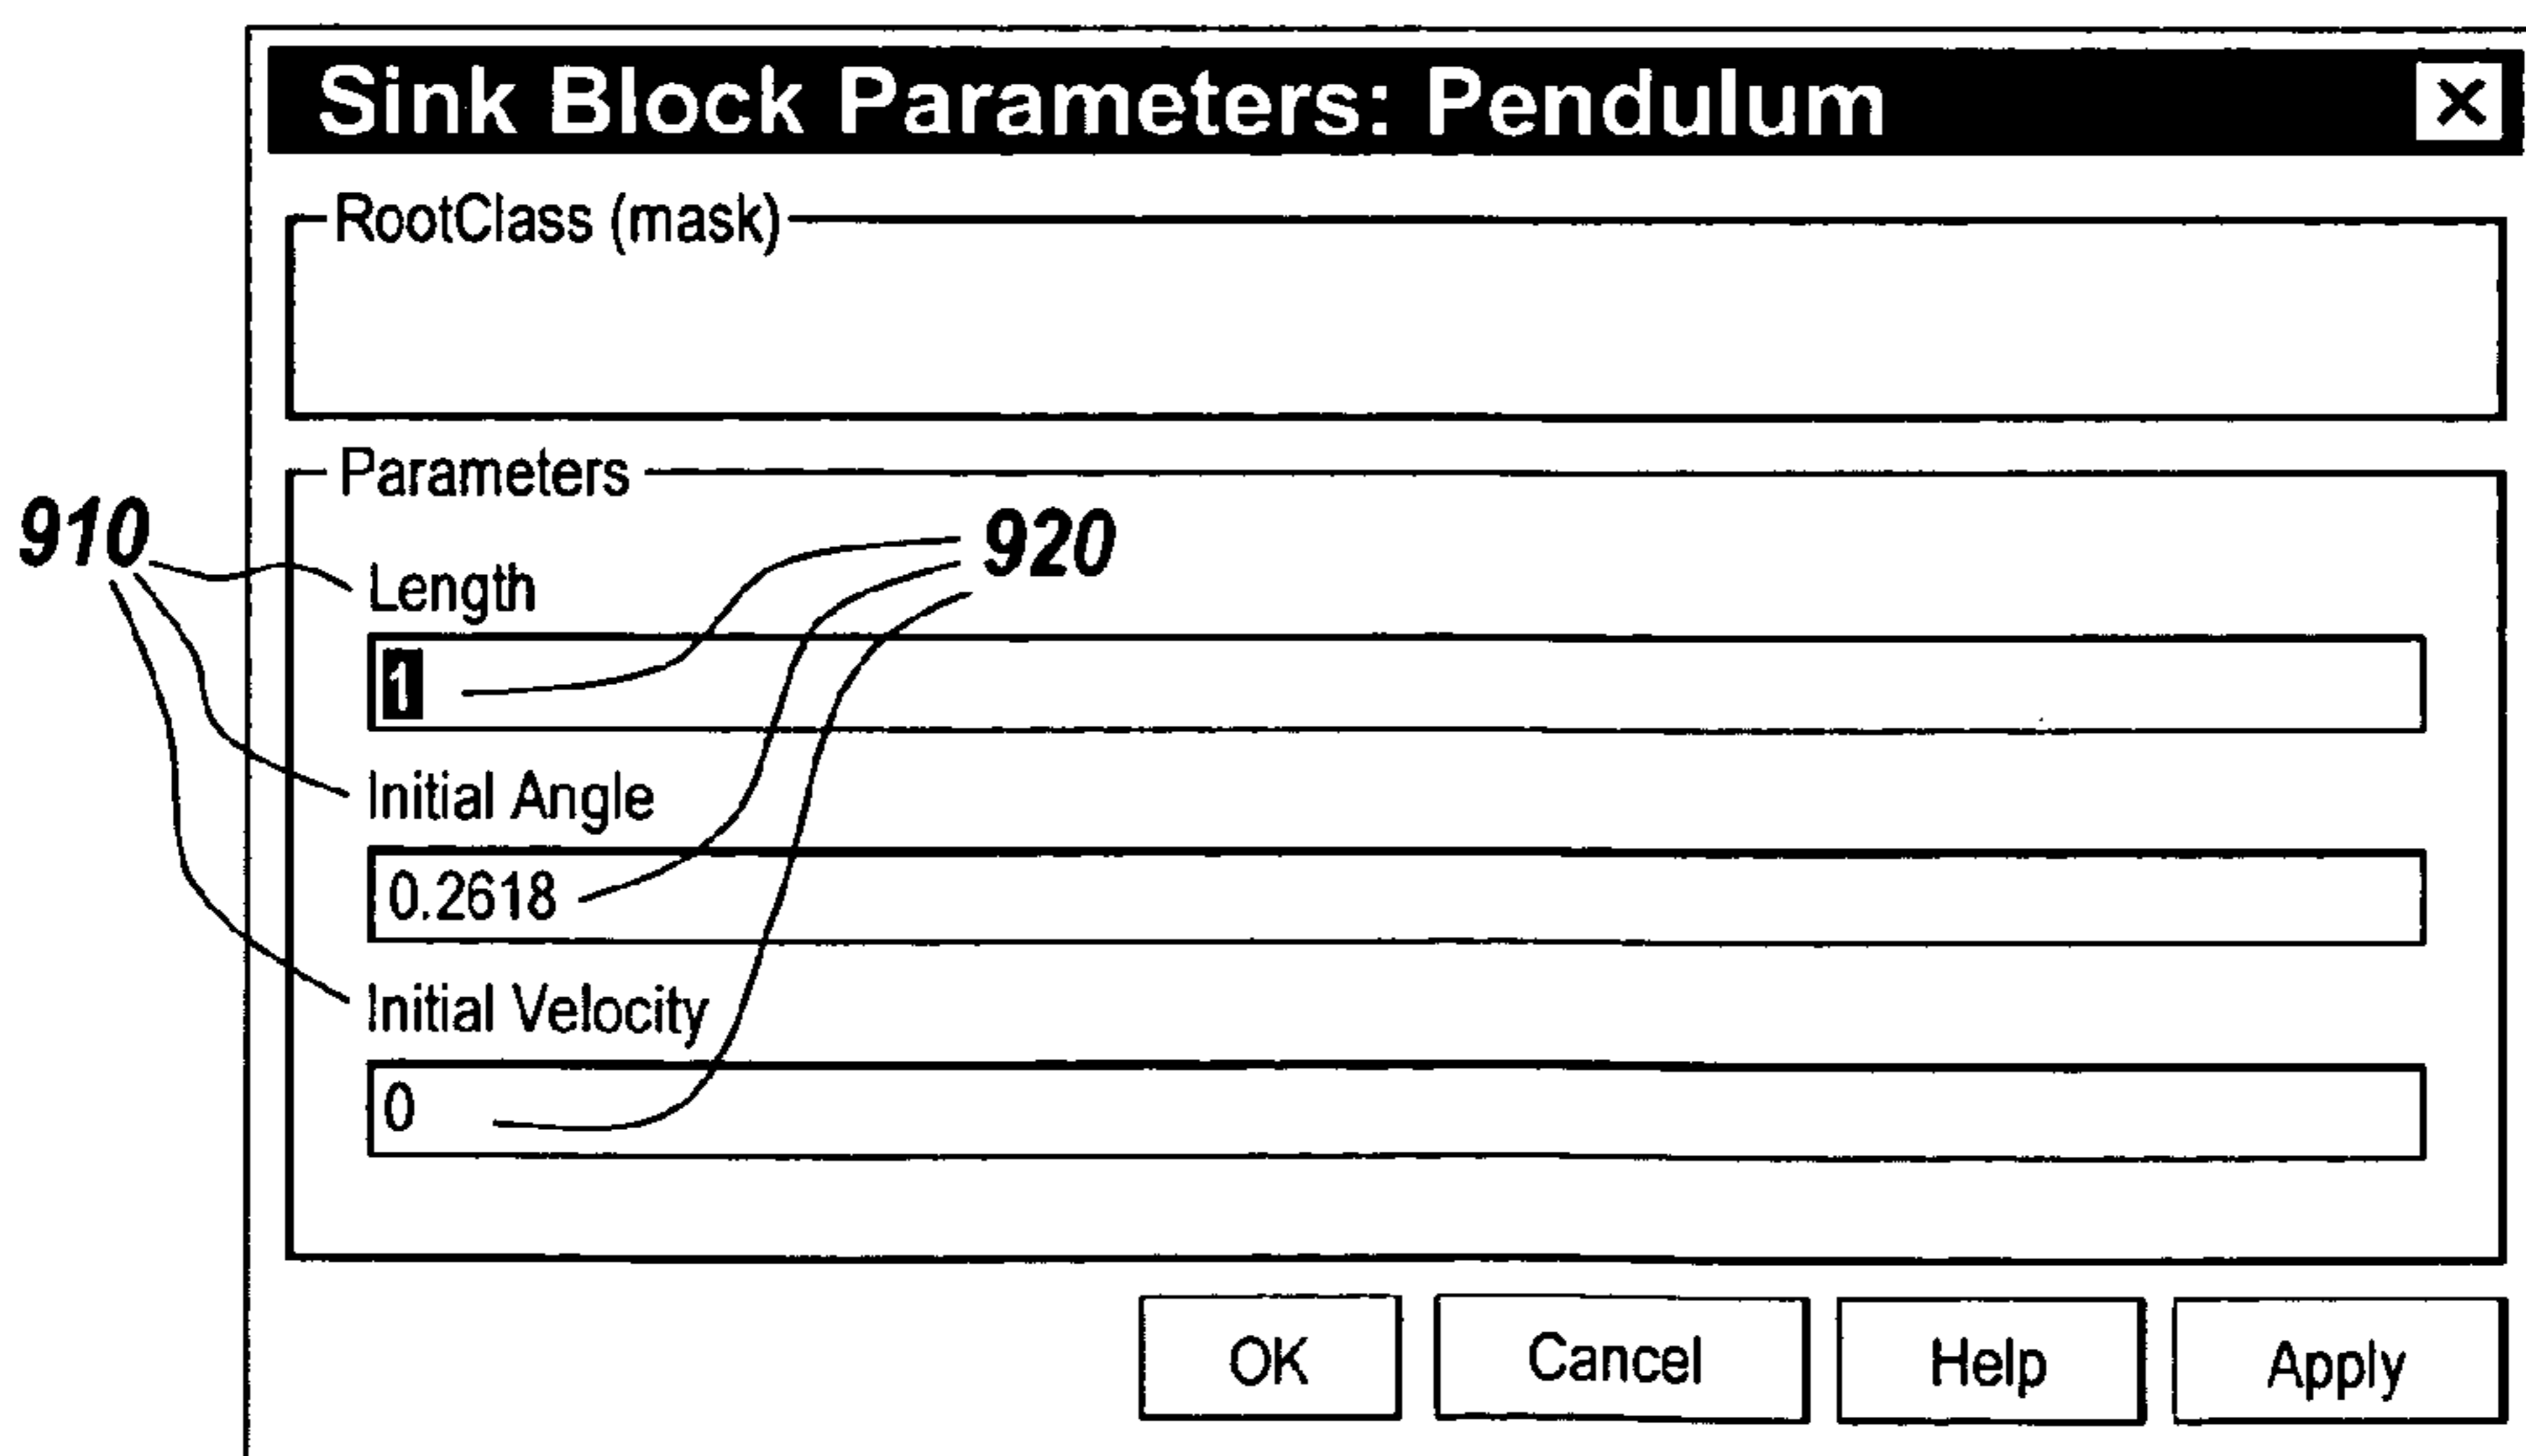 Sink Block Parameters: Pendulum
RootClass (mask)
Parameters
910
920
Length
1
Initial Angle
0.2618
Initial Velocity
0
OK Cancel Help Apply